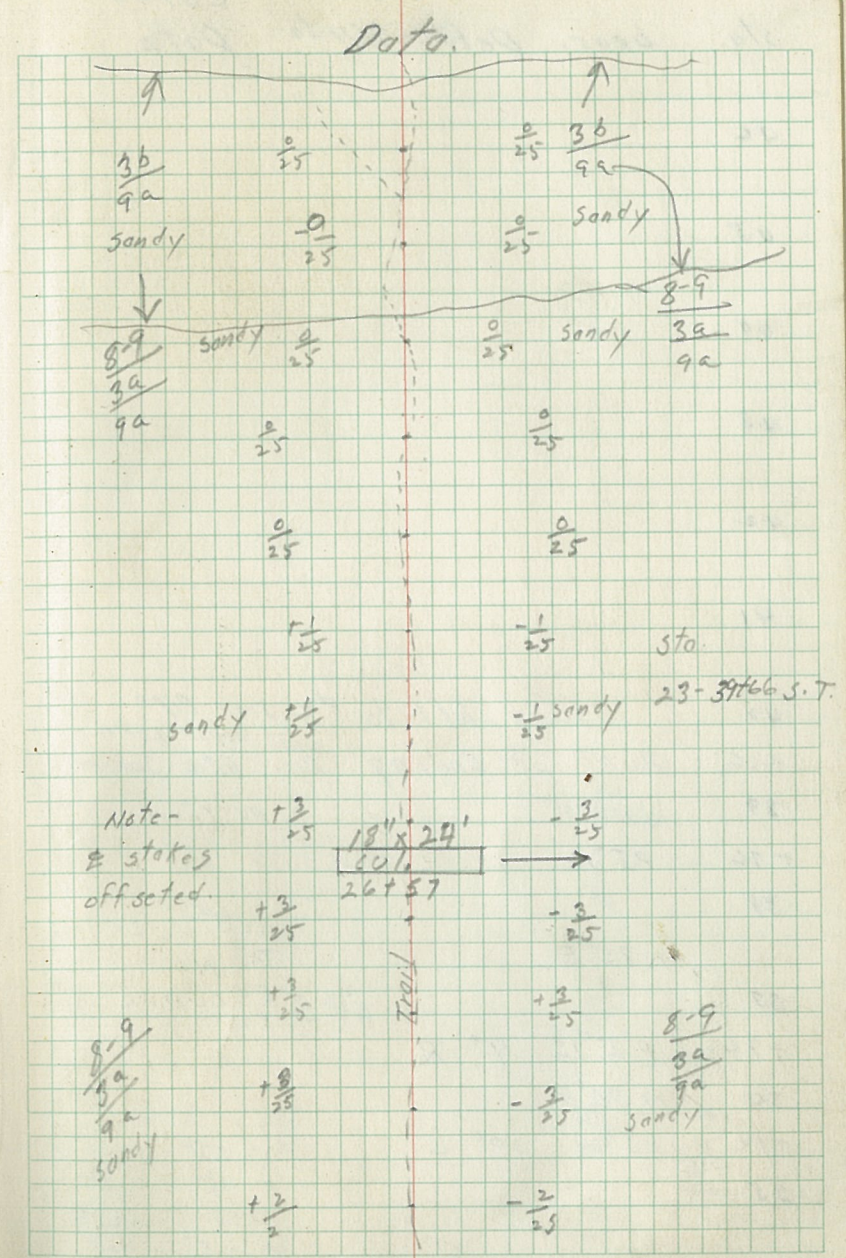 Data.
0/25 0/25 3b/9a
3b/9a
sandy 0/25 0/25 sandy
8-9/3a/9a
8-9/3a/9a sandy 0/25 0/25 sandy
0/25 0/25
0/25 0/25
+1/25 -1/25 sta.
23-39+66 S.T.
sandy +1/25 -1/25 sandy
Note- +3/25 -3/25
18" x 24'
℄ stakes
offseted.
26+57
+3/25 -3/25
Trail
+3/25 +3/25
8-9/3a/9a 8-9/3a/9a
+3/25 -3/25
sandy sandy
+2/2 -2/25